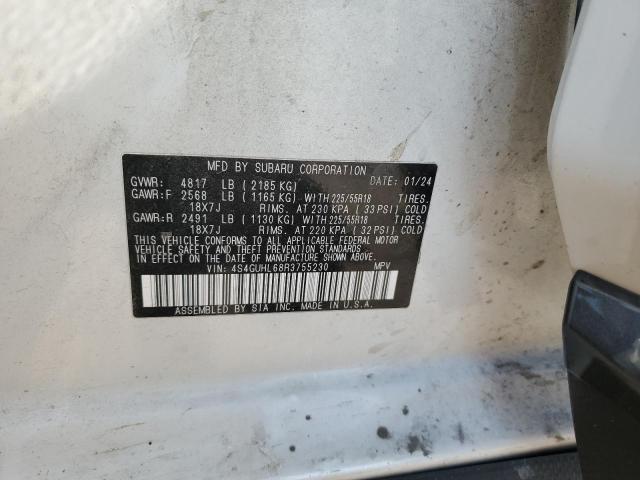 MFD BY SUBARU CORPORATION
GVWR: 4817 LB (2185 KG) DATE: 01/24
GAWR:F 2568 LB (1165 KG) WITH 225/55R18 TIRES.
18X7J RIMS. AT 230 KPA (33 PSI) COLD
GAWR:R 2491 LB (1130 KG) WITH 225/55R18 TIRES.
18X7J RIMS. AT 220 KPA (32 PSI) COLD
THIS VEHICLE CONFORMS TO ALL APPLICABLE FEDERAL MOTOR
VEHICLE SAFETY AND BUMPER STANDARDS IN EFFECT ON THE
DATE OF MANUFACTURE SHOWN ABOVE.
VIN: 4S4GUHL68R3755230 MPV
ASSEMBLED BY SIA INC. MADE IN U.S.A.